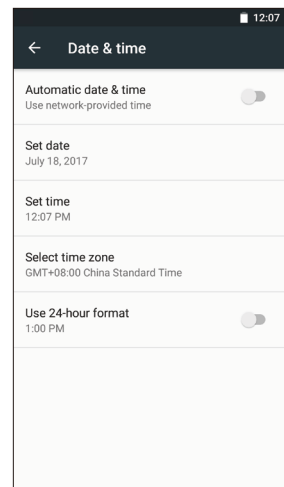 12:07
Date & time
Automatic date & time
Use network-provided time
Set date
July 18, 2017
Set time
12:07 PM
Select time zone
GMT+08:00 China Standard Time
Use 24-hour format
1:00 PM